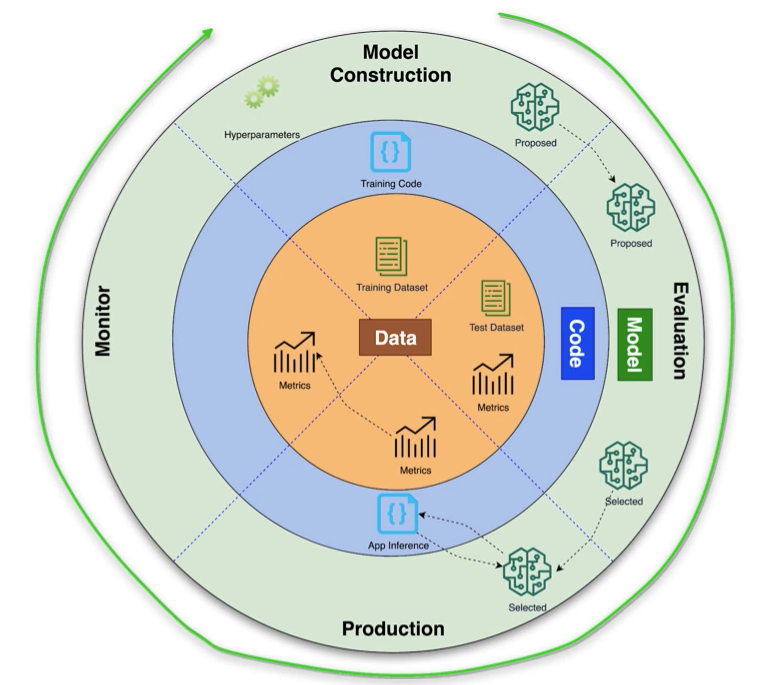 Model
Construction
Hyperparameters
Proposed
{}
Training Code
Proposed
Training Dataset
Test Dataset
Monitor
Data
Code
Model
Evaluation
Metrics
Metrics
Metrics
Selected
{}
App Inference
Selected
Production